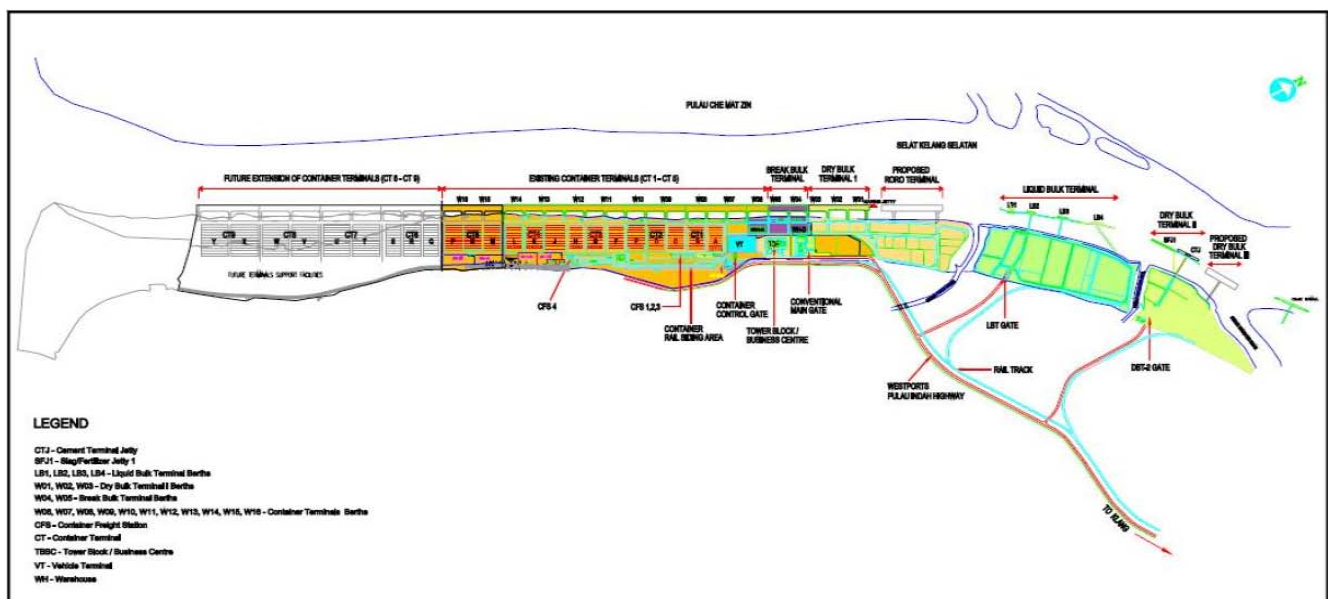 N
PULAU CHE MAT ZIN
SELAT KELANG SELATAN
FUTURE EXTENSION OF CONTAINER TERMINALS (CT 6 - CT 9)
EXISTING CONTAINER TERMINALS (CT 1 - CT 5)
BREAK BULK
TERMINAL
DRY BULK
TERMINAL 1
PROPOSED
RORO TERMINAL
LIQUID BULK TERMINAL
DRY BULK
TERMINAL II
PROPOSED
DRY BULK
TERMINAL III
W16 W15 W14 W13 W12 W11 W10 W09 W08 W07 W06 W05 W04 W03 W02 W01
LB1 LB2 LB3 LB4
SFJ1
CTJ
CT9 CT8 CT7 CT6 CT5 CT4 CT3 CT2 CT1
VT
FUTURE TERMINALS SUPPORT FACILITIES
CFS 4
CFS 1,2,3
CONTAINER
RAIL SIDING AREA
CONTAINER
CONTROL GATE
TOWER BLOCK /
BUSINESS CENTRE
CONVENTIONAL
MAIN GATE
LBT GATE
DBT-2 GATE
RAIL TRACK
WESTPORTS
PULAU INDAH HIGHWAY
TO KLANG
LEGEND
CTJ - Cement Terminal Jetty
SFJ1 - Slag/Fertilizer Jetty 1
LB1, LB2, LB3, LB4 - Liquid Bulk Terminal Berths
W01, W02, W03 - Dry Bulk Terminal I Berths
W04, W05 - Break Bulk Terminal Berths
W06, W07, W08, W09, W10, W11, W12, W13, W14, W15, W16 - Container Terminals Berths
CFS - Container Freight Station
CT - Container Terminal
TBBC - Tower Block / Business Centre
VT - Vehicle Terminal
WH - Warehouse